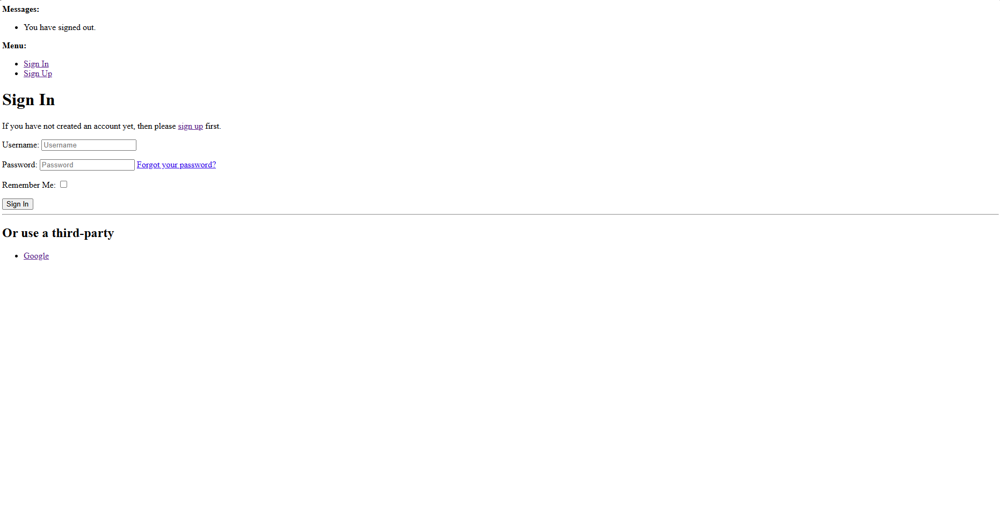 Messages:
You have signed out.
Menu:
Sign In
Sign Up
Sign In
If you have not created an account yet, then please sign up first.
Username: Username
Password: Password Forgot your password?
Remember Me:
Sign In
Or use a third-party
Google